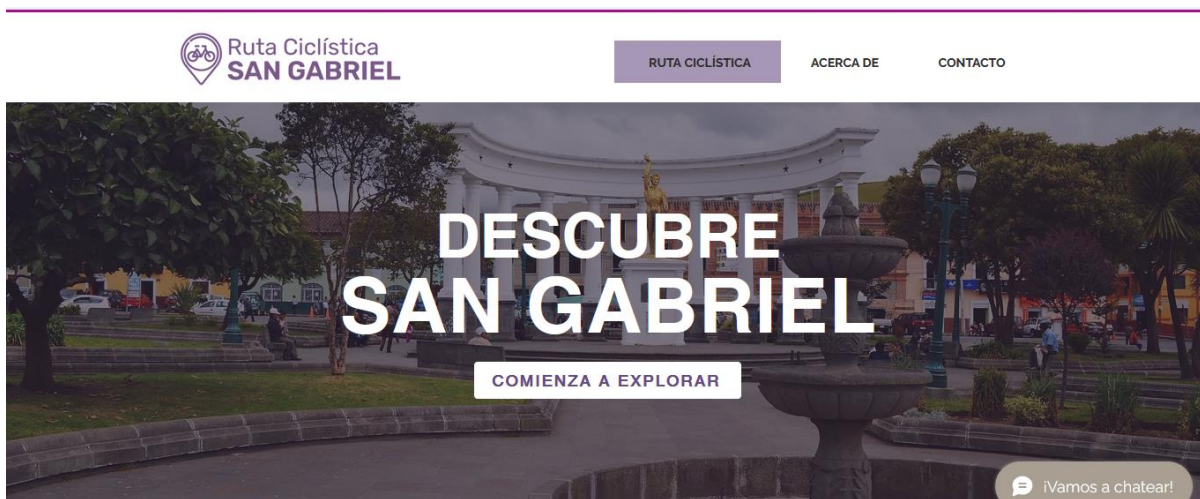 Ruta Ciclística
SAN GABRIEL
RUTA CICLÍSTICA
ACERCA DE
CONTACTO
DESCUBRE
SAN GABRIEL
COMIENZA A EXPLORAR
¡Vamos a chatear!